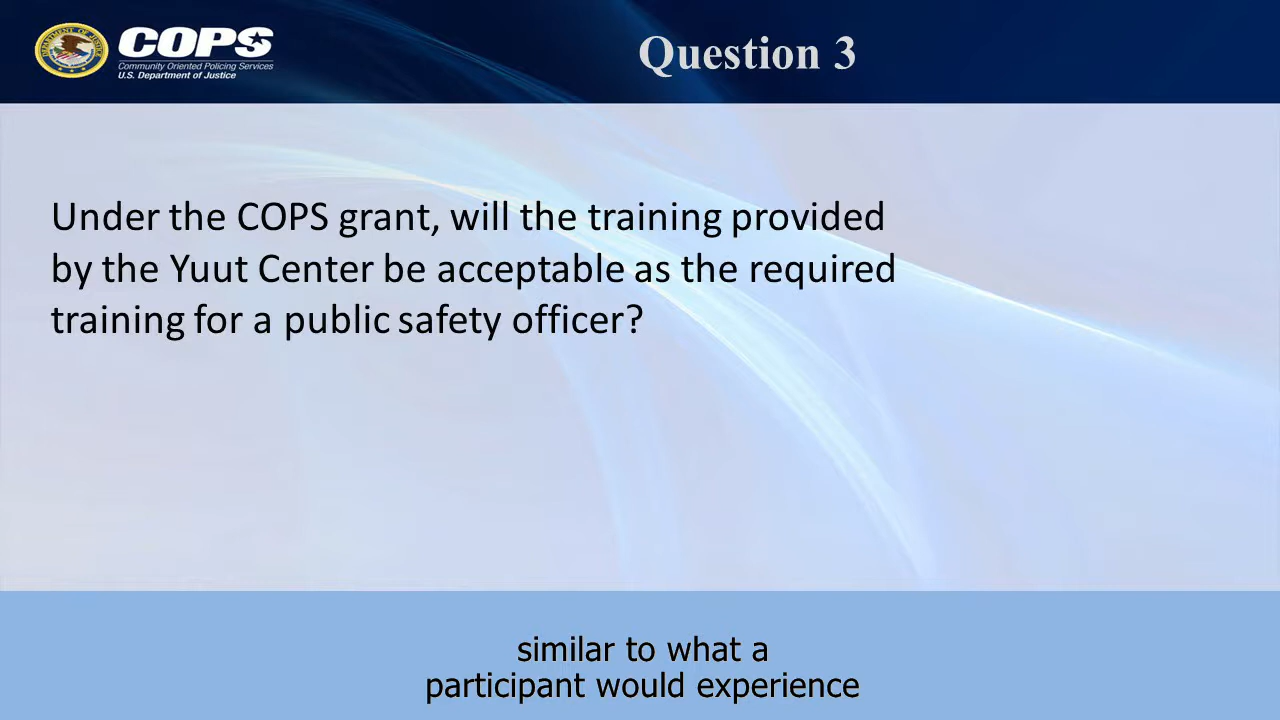 COPS
Community Oriented Policing Services
U.S. Department of Justice
Question 3
Under the COPS grant, will the training provided
by the Yuut Center be acceptable as the required
training for a public safety officer?
similar to what a
participant would experience